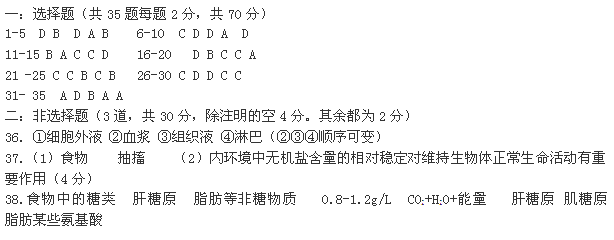 一：选择题（共 35 题每题 2 分，共 70 分）
1-5 D B D A B 6-10 C D D A D
11-15 B A C C D 16-20 D B C C A
21 -25 C C B C B 26-30 C D D C C
31- 35 A D B A A
二：非选择题（3 道，共 30 分，除注明的空 4 分。其余都为 2 分）
36. ①细胞外液 ②血浆 ③组织液 ④淋巴（②③④顺序可变）
37.（1）食物 抽搐 （2）内环境中无机盐含量的相对稳定对维持生物体正常生命活动有重
要作用（4 分）
38.食物中的糖类 肝糖原 脂肪等非糖物质 0.8-1.2g/L CO₂+H₂O+能量 肝糖原 肌糖原
脂肪某些氨基酸